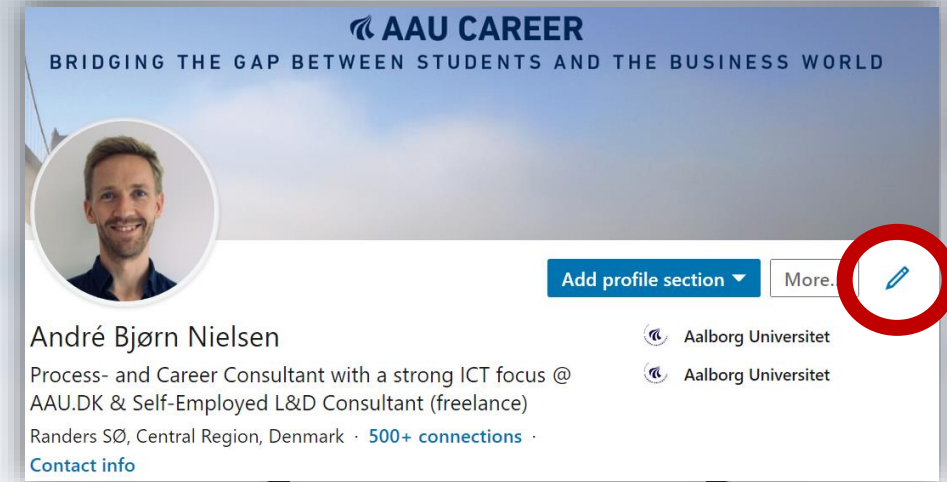 AAU CAREER
BRIDGING THE GAP BETWEEN STUDENTS AND THE BUSINESS WORLD
Add profile section
More...
André Bjørn Nielsen
Process- and Career Consultant with a strong ICT focus @
AAU.DK & Self-Employed L&D Consultant (freelance)
Randers SØ, Central Region, Denmark · 500+ connections ·
Contact info
Aalborg Universitet
Aalborg Universitet